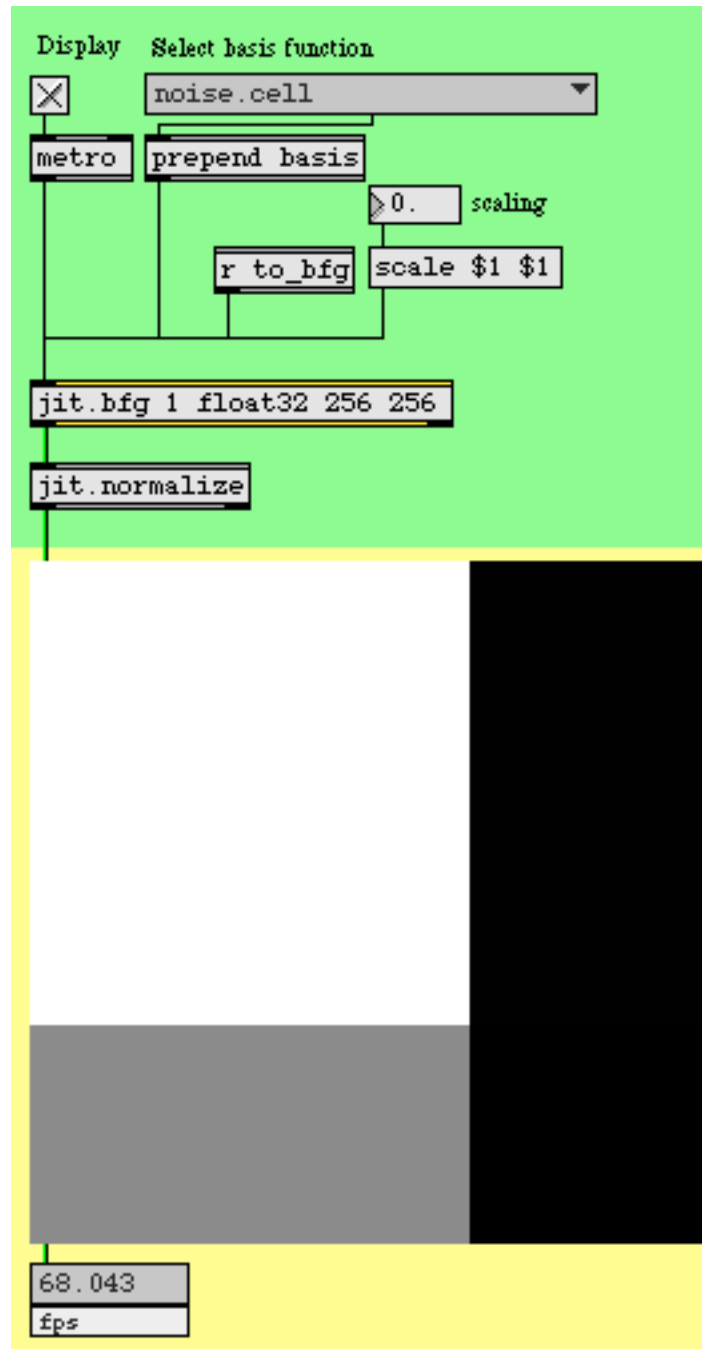 Display Select basis function
noise.cell
metro prepend basis
0. scaling
r to_bfg scale $1 $1
jit.bfg 1 float32 256 256
jit.normalize
68.043
fps